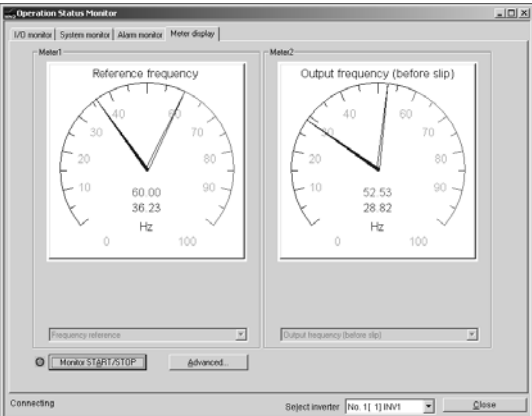 Operation Status Monitor
I/O monitor System monitor Alarm monitor Meter display
Meter1
Reference frequency
0 10 20 30 40 60 70 80 90 100
60.00
36.23
Hz
Frequency reference
Meter2
Output frequency (before slip)
0 10 20 30 40 60 70 80 90 100
52.53
28.82
Hz
Output frequency (before slip)
Monitor START/STOP Advanced...
Connecting
Select inverter No. 1[ 1] INV1 Close